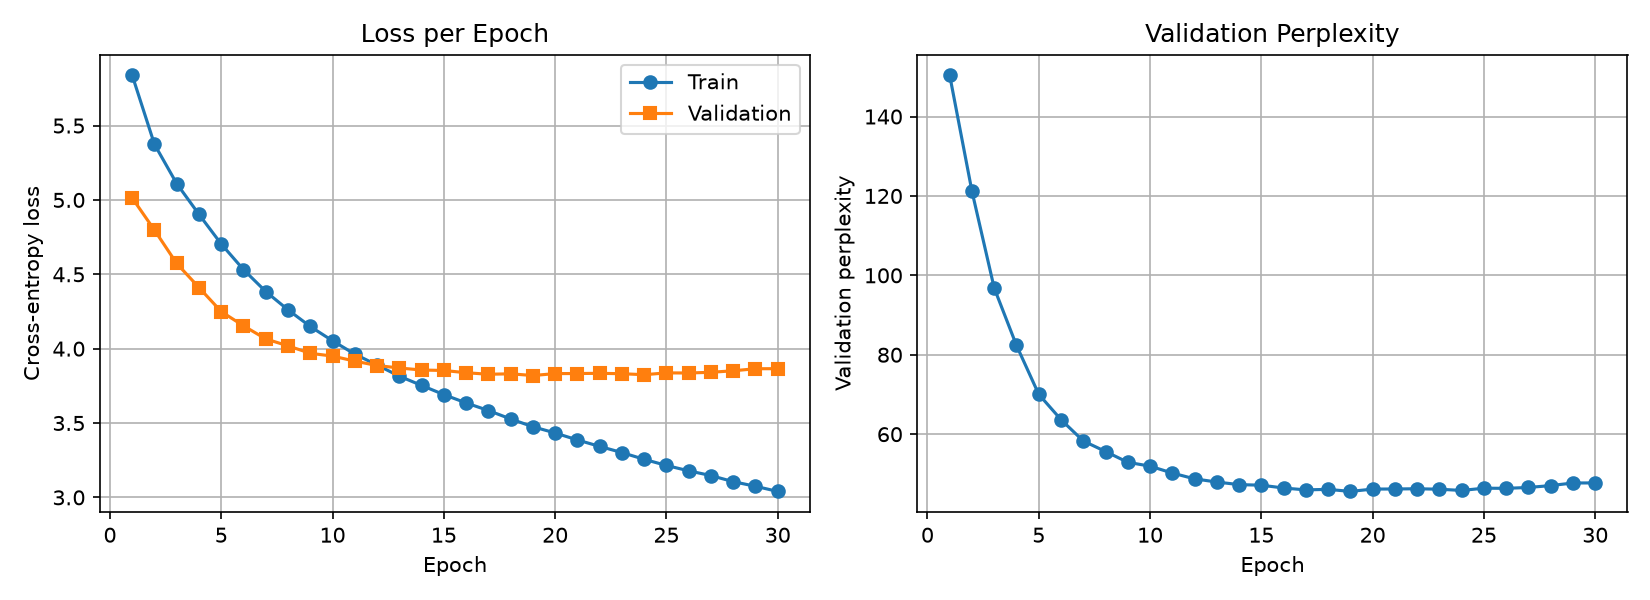 Loss per Epoch
Train
Validation
5.5
5.0
4.5
4.0
3.5
3.0
Cross-entropy loss
0 5 10 15 20 25 30
Epoch
Validation Perplexity
140
120
100
80
60
Validation perplexity
0 5 10 15 20 25 30
Epoch